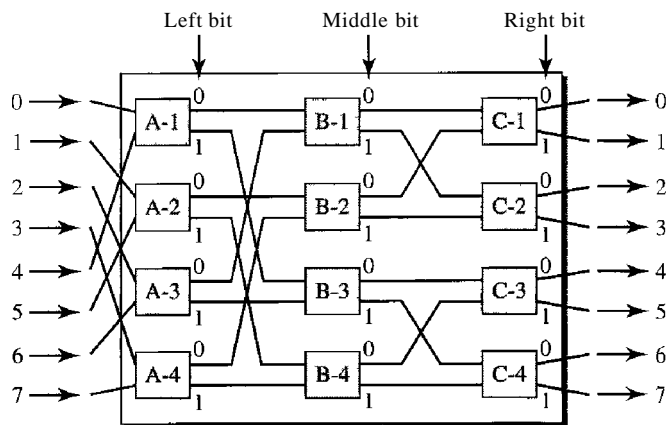 Left bit Middle bit Right bit
0 0 0 0 0
A-1 B-1 C-1
1 1 1 1 1
0 0 0
2 A-2 B-2 C-2 2
3 1 1 1 3
0 0 0
4 A-3 B-3 C-3 4
5 1 1 1 5
6 0 0 0 6
A-4 B-4 C-4
7 1 1 1 7